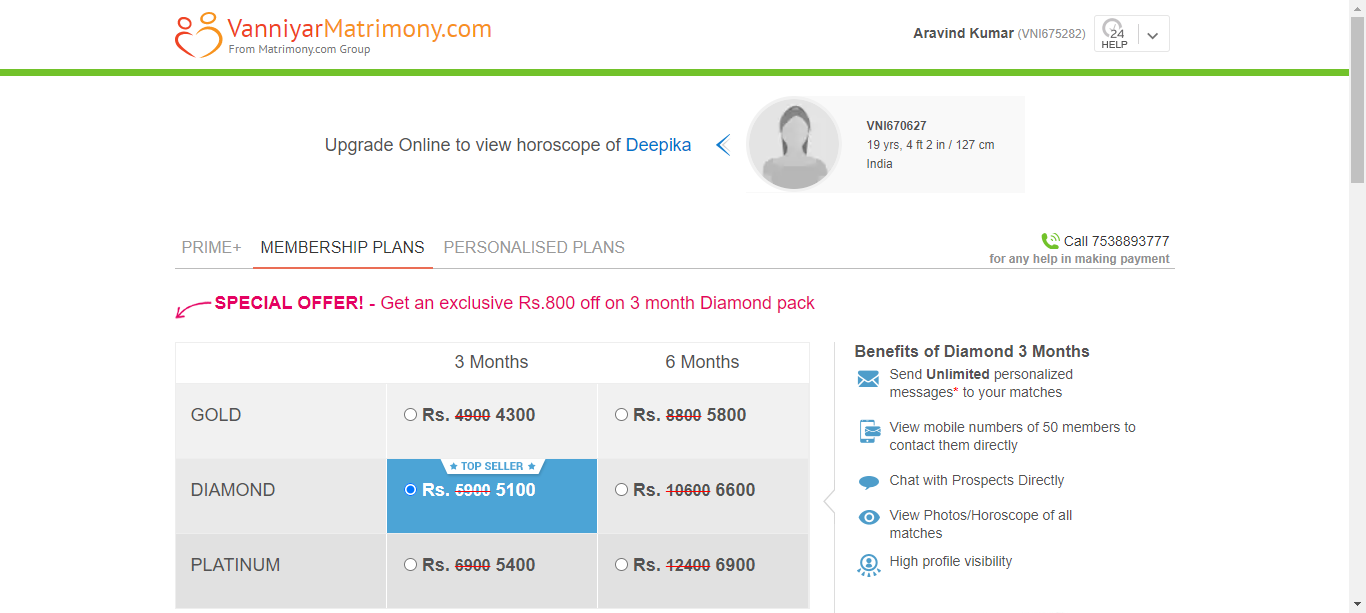 VanniyarMatrimony.com
From Matrimony.com Group
Aravind Kumar (VNI675282)
24
HELP
Upgrade Online to view horoscope of Deepika
VNI670627
19 yrs, 4 ft 2 in / 127 cm
India
PRIME+ MEMBERSHIP PLANS PERSONALISED PLANS
Call 7538893777
for any help in making payment
SPECIAL OFFER! - Get an exclusive Rs.800 off on 3 month Diamond pack
3 Months 6 Months
GOLD Rs. 4900 4300 Rs. 8800 5800
TOP SELLER
DIAMOND Rs. 5900 5100 Rs. 10600 6600
PLATINUM Rs. 6900 5400 Rs. 12400 6900
Benefits of Diamond 3 Months
Send Unlimited personalized
messages* to your matches
View mobile numbers of 50 members to
contact them directly
Chat with Prospects Directly
View Photos/Horoscope of all
matches
High profile visibility